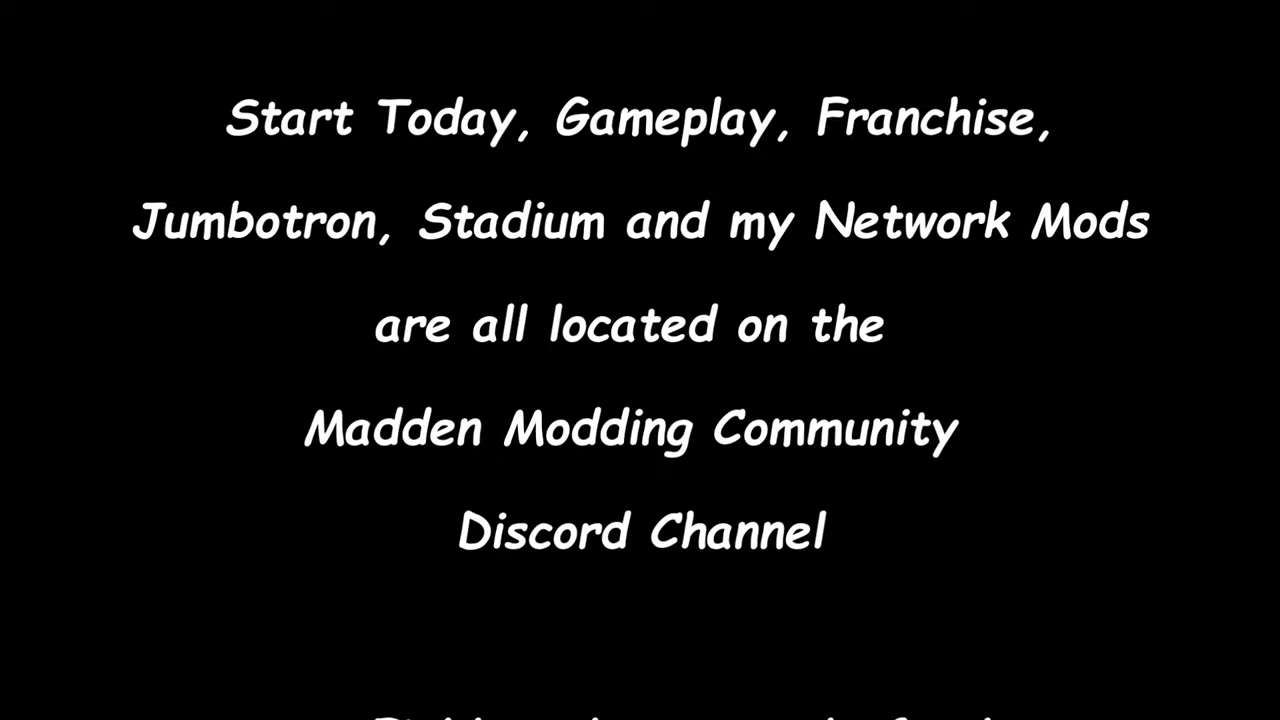 Start Today, Gameplay, Franchise,
Jumbotron, Stadium and my Network Mods
are all located on the
Madden Modding Community
Discord Channel